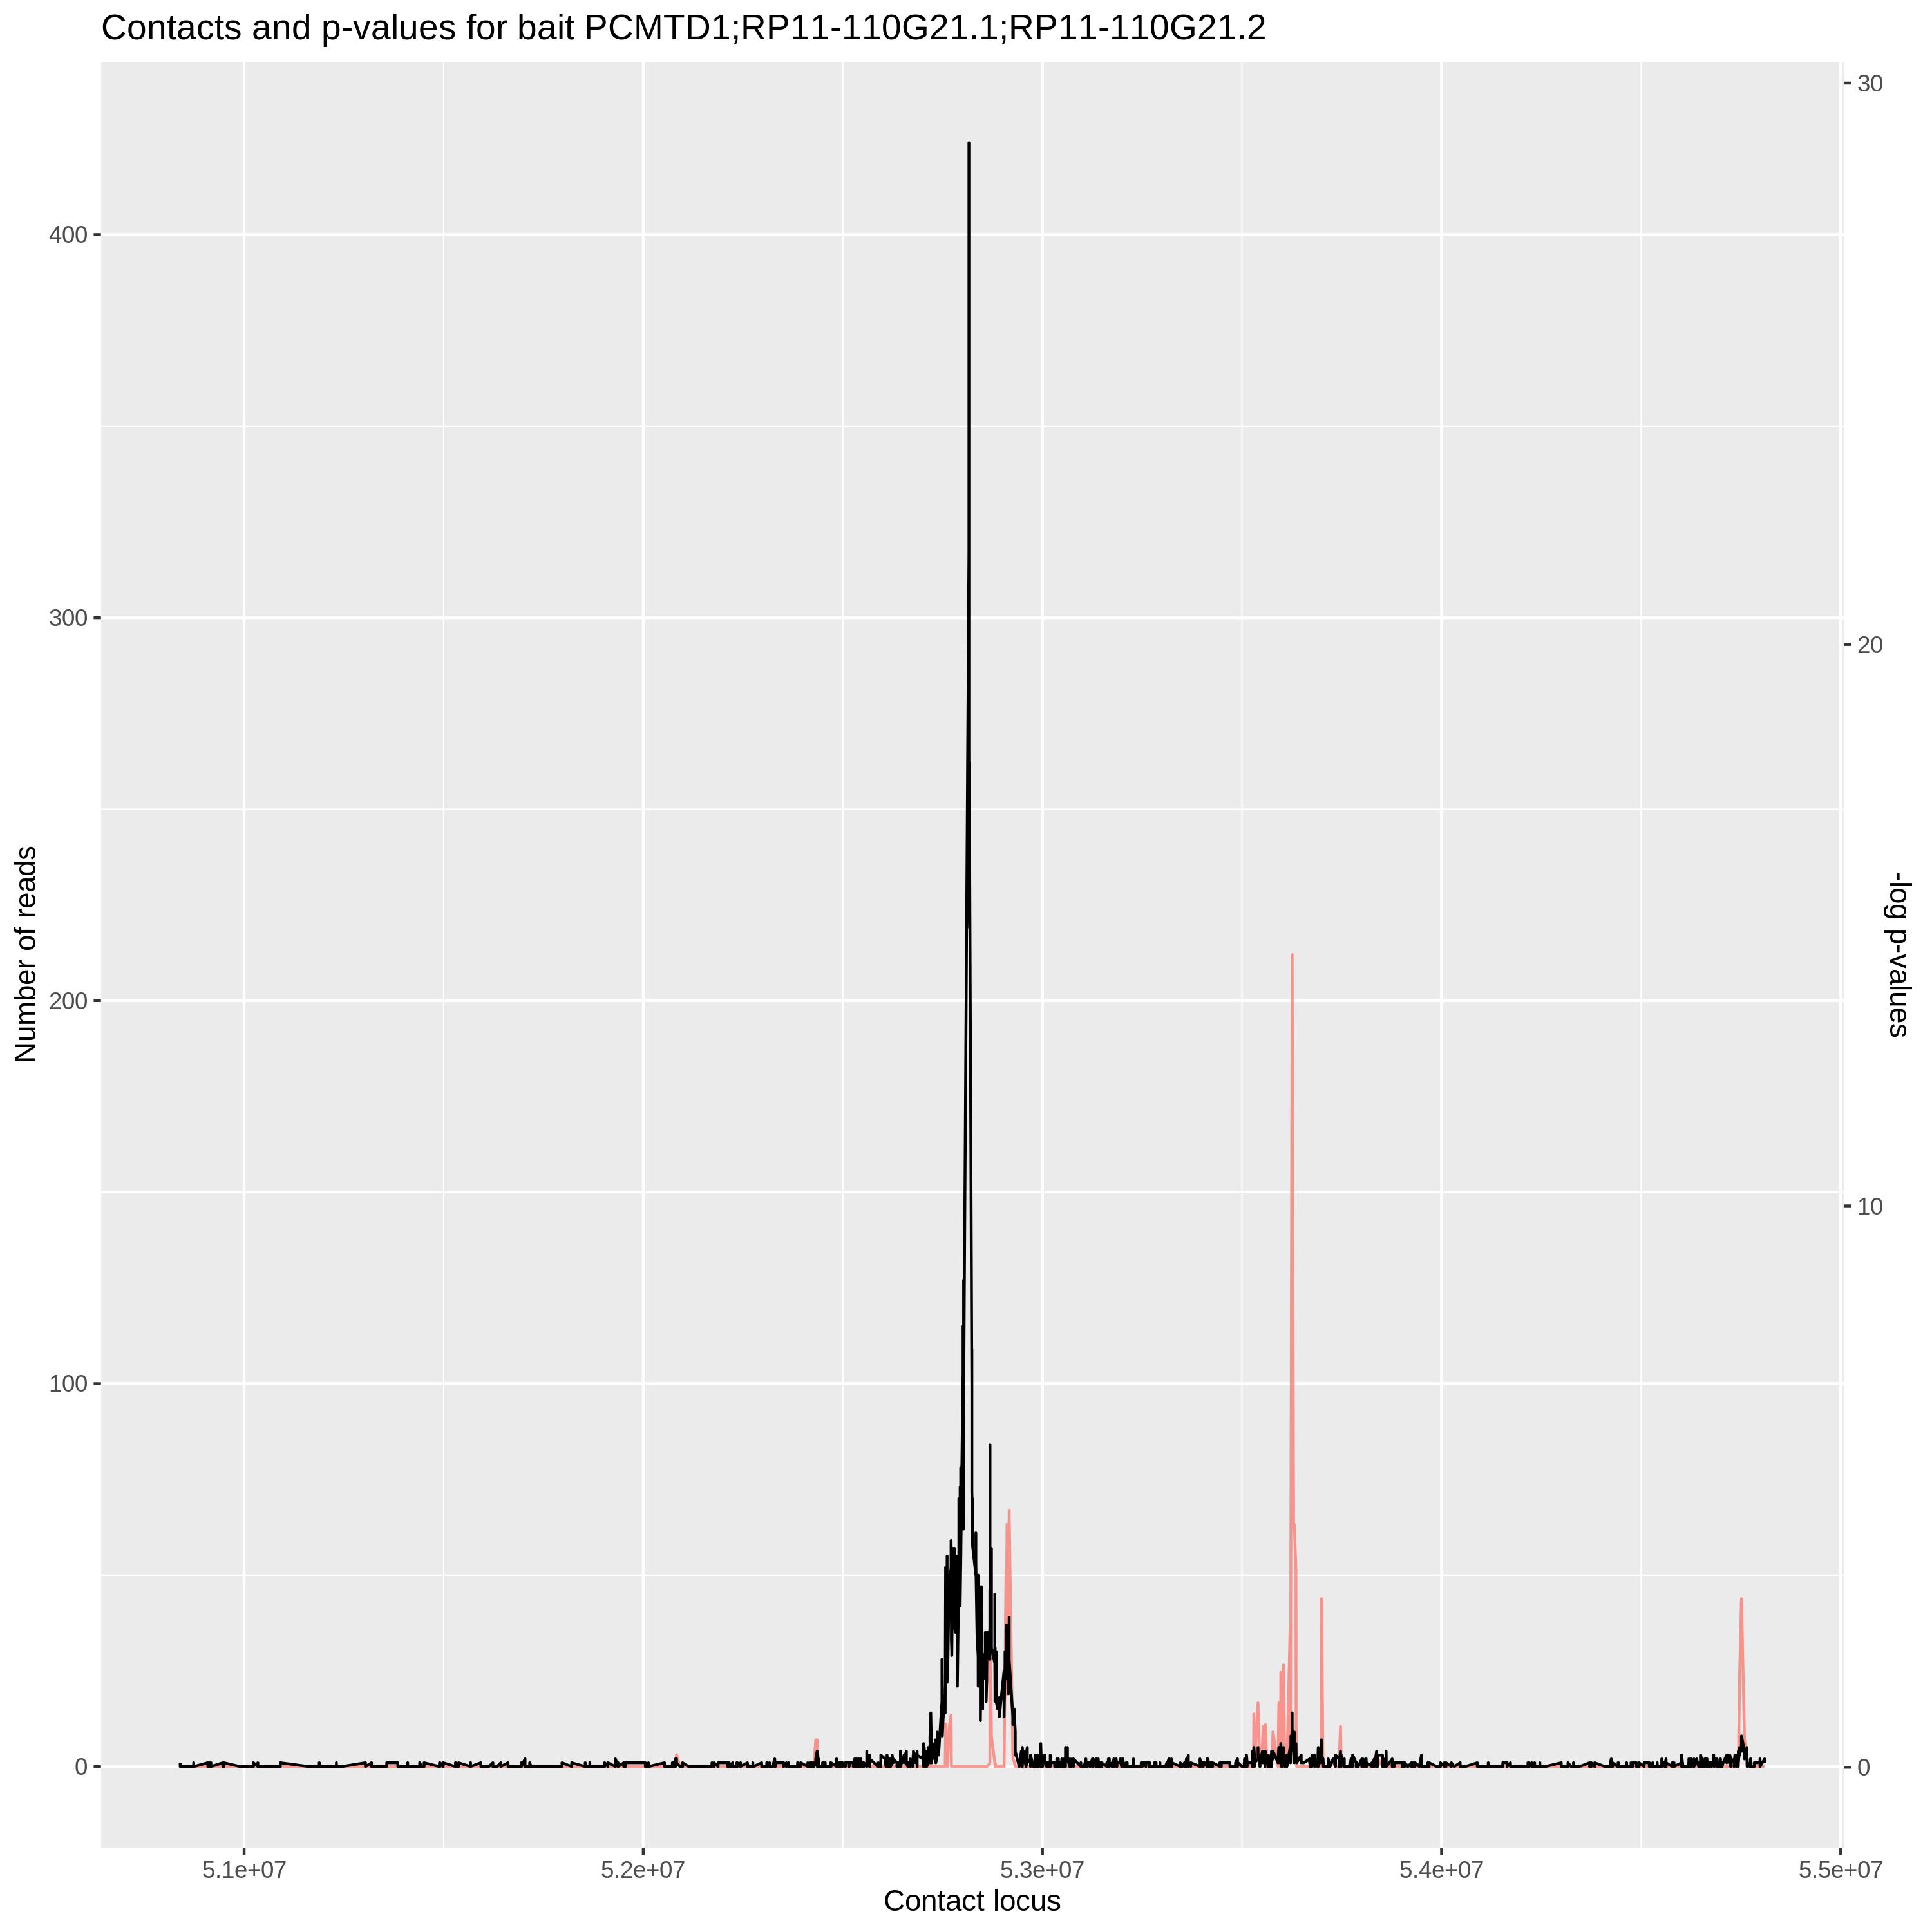 Contacts and p-values for bait PCMTD1;RP11-110G21.1;RP11-110G21.2
30
400
300
20
Number of reads
-log p-values
200
10
100
0
0
5.1e+07
5.2e+07
5.3e+07
5.4e+07
5.5e+07
Contact locus